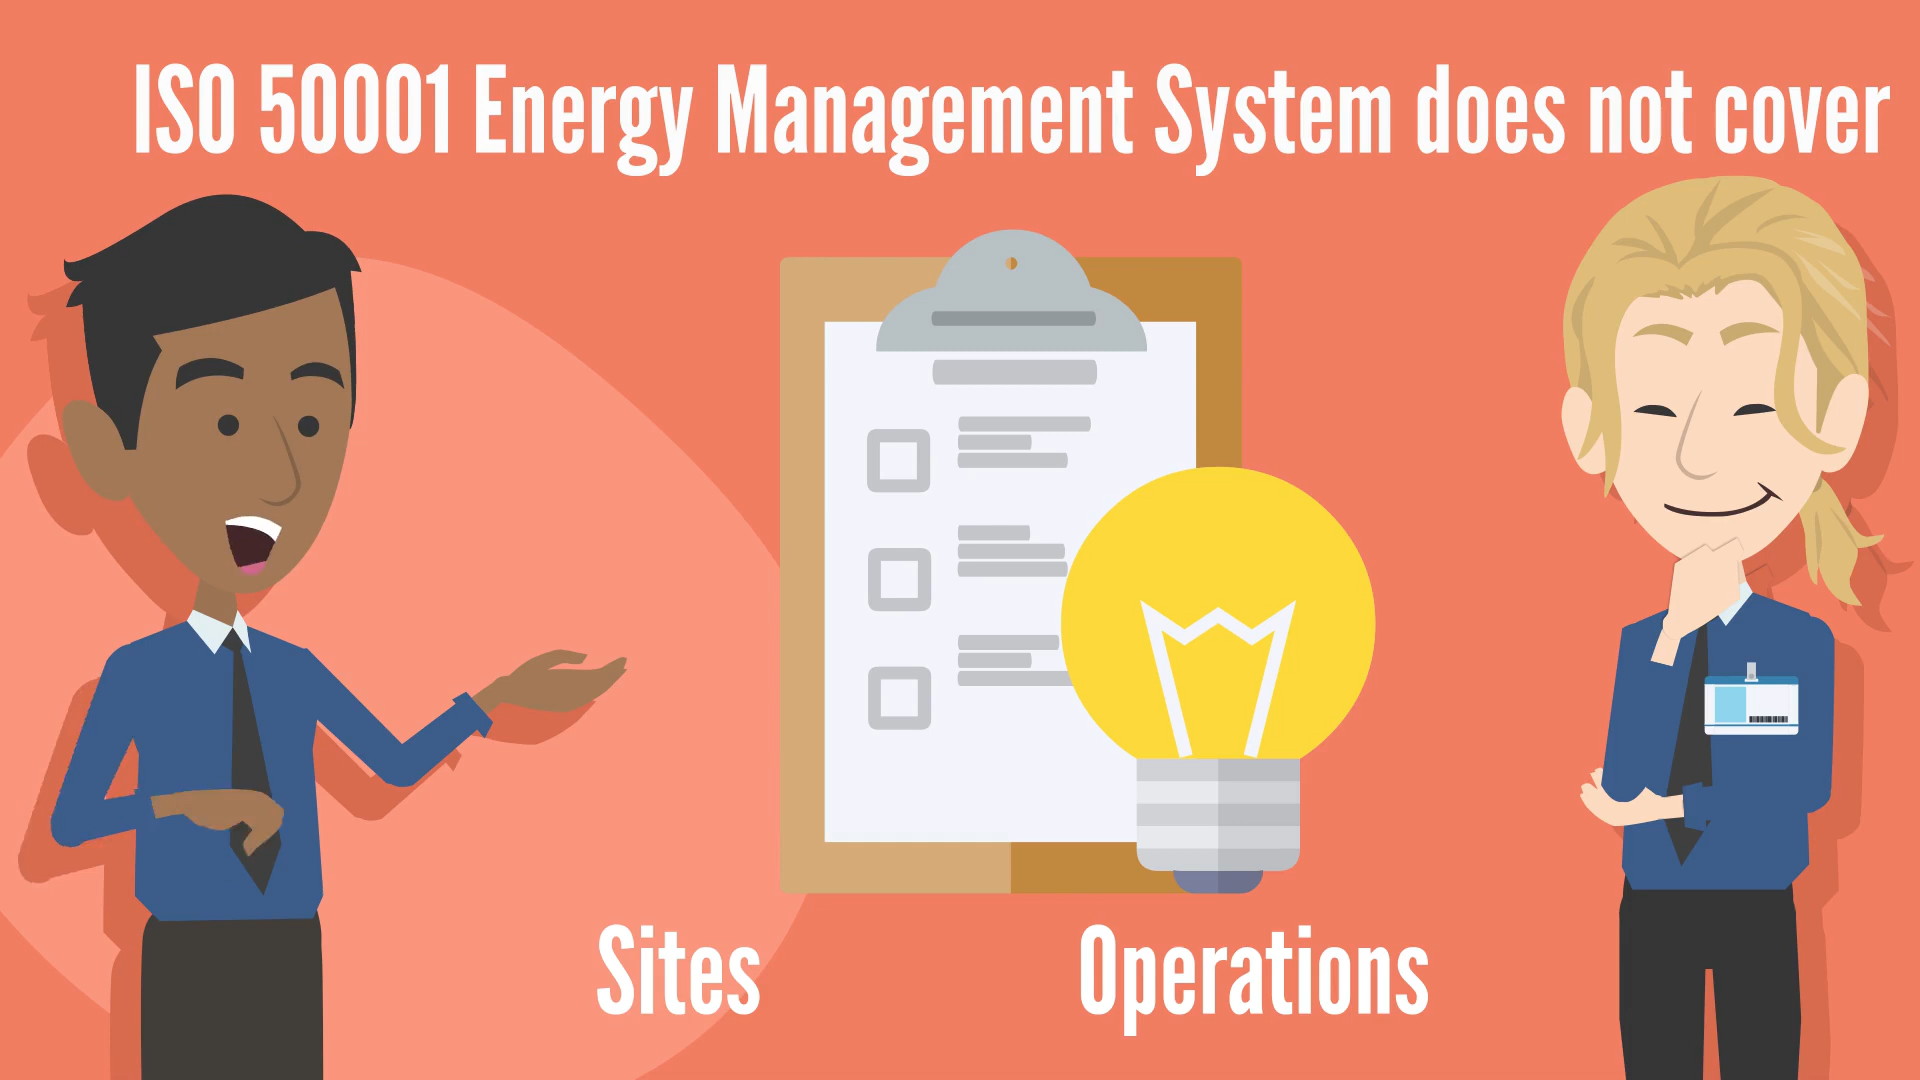 ISO 50001 Energy Management System does not cover
Sites
Operations